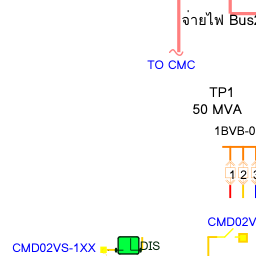 จ่ายไฟ Bus2
TO CMC
TP1
50 MVA
1BVB-0
1 2 3
CMD02V
DIS
CMD02VS-1XX